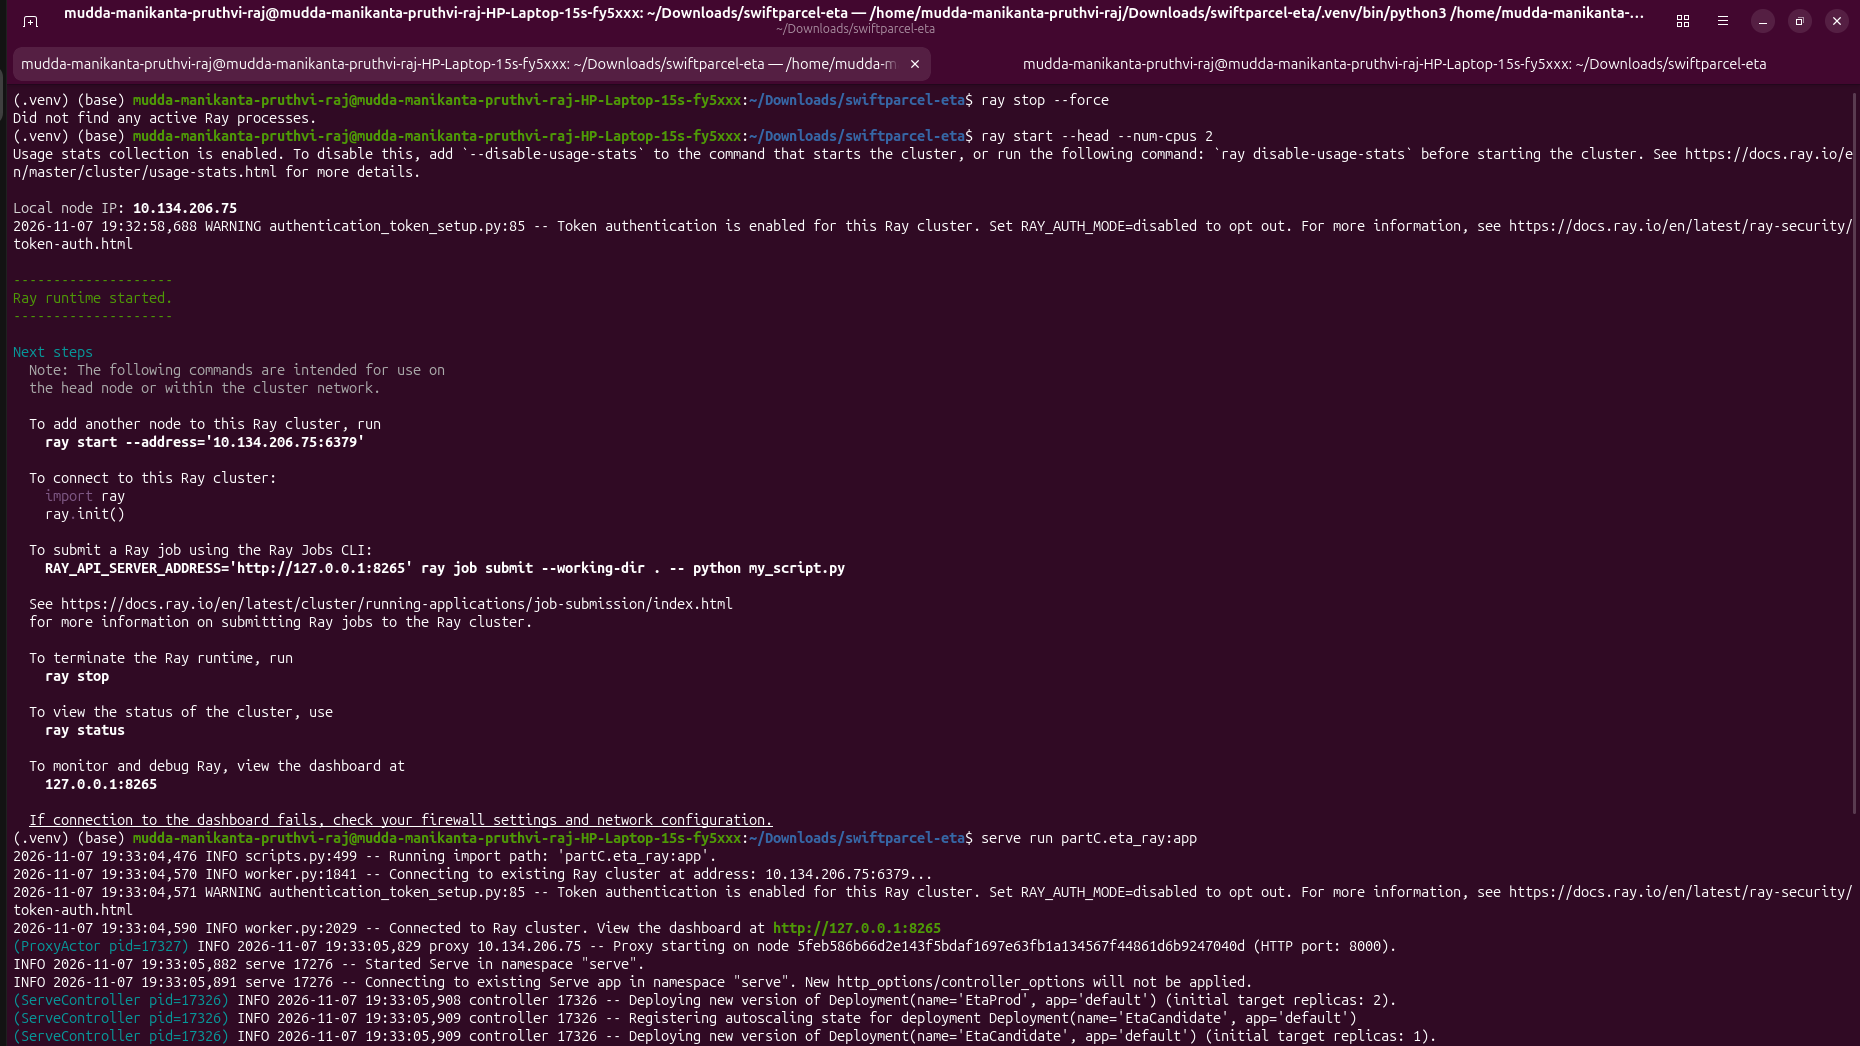 mudda-manikanta-pruthvi-raj@mudda-manikanta-pruthvi-raj-HP-Laptop-15s-fy5xxx: ~/Downloads/swiftparcel-eta — /home/mudda-manikanta-pruthvi-raj/Downloads/swiftparcel-eta/.venv/bin/python3 /home/mudda-manikanta-…
~/Downloads/swiftparcel-eta
mudda-manikanta-pruthvi-raj@mudda-manikanta-pruthvi-raj-HP-Laptop-15s-fy5xxx: ~/Downloads/swiftparcel-eta — /home/mudda-m
mudda-manikanta-pruthvi-raj@mudda-manikanta-pruthvi-raj-HP-Laptop-15s-fy5xxx: ~/Downloads/swiftparcel-eta
(.venv) (base) mudda-manikanta-pruthvi-raj@mudda-manikanta-pruthvi-raj-HP-Laptop-15s-fy5xxx:~/Downloads/swiftparcel-eta$ ray stop --force
Did not find any active Ray processes.
(.venv) (base) mudda-manikanta-pruthvi-raj@mudda-manikanta-pruthvi-raj-HP-Laptop-15s-fy5xxx:~/Downloads/swiftparcel-eta$ ray start --head --num-cpus 2
Usage stats collection is enabled. To disable this, add `--disable-usage-stats` to the command that starts the cluster, or run the following command: `ray disable-usage-stats` before starting the cluster. See https://docs.ray.io/e
n/master/cluster/usage-stats.html for more details.
Local node IP: 10.134.206.75
2026-11-07 19:32:58,688 WARNING authentication_token_setup.py:85 -- Token authentication is enabled for this Ray cluster. Set RAY_AUTH_MODE=disabled to opt out. For more information, see https://docs.ray.io/en/latest/ray-security/
token-auth.html
--------------------
Ray runtime started.
--------------------
Next steps
Note: The following commands are intended for use on
the head node or within the cluster network.
To add another node to this Ray cluster, run
ray start --address='10.134.206.75:6379'
To connect to this Ray cluster:
import ray
ray.init()
To submit a Ray job using the Ray Jobs CLI:
RAY_API_SERVER_ADDRESS='http://127.0.0.1:8265' ray job submit --working-dir . -- python my_script.py
See https://docs.ray.io/en/latest/cluster/running-applications/job-submission/index.html
for more information on submitting Ray jobs to the Ray cluster.
To terminate the Ray runtime, run
ray stop
To view the status of the cluster, use
ray status
To monitor and debug Ray, view the dashboard at
127.0.0.1:8265
If connection to the dashboard fails, check your firewall settings and network configuration.
(.venv) (base) mudda-manikanta-pruthvi-raj@mudda-manikanta-pruthvi-raj-HP-Laptop-15s-fy5xxx:~/Downloads/swiftparcel-eta$ serve run partC.eta_ray:app
2026-11-07 19:33:04,476 INFO scripts.py:499 -- Running import path: 'partC.eta_ray:app'.
2026-11-07 19:33:04,570 INFO worker.py:1841 -- Connecting to existing Ray cluster at address: 10.134.206.75:6379...
2026-11-07 19:33:04,571 WARNING authentication_token_setup.py:85 -- Token authentication is enabled for this Ray cluster. Set RAY_AUTH_MODE=disabled to opt out. For more information, see https://docs.ray.io/en/latest/ray-security/
token-auth.html
2026-11-07 19:33:04,590 INFO worker.py:2029 -- Connected to Ray cluster. View the dashboard at http://127.0.0.1:8265
(ProxyActor pid=17327) INFO 2026-11-07 19:33:05,829 proxy 10.134.206.75 -- Proxy starting on node 5feb586b66d2e143f5bdaf1697e63fb1a134567f44861d6b9247040d (HTTP port: 8000).
INFO 2026-11-07 19:33:05,882 serve 17276 -- Started Serve in namespace "serve".
INFO 2026-11-07 19:33:05,891 serve 17276 -- Connecting to existing Serve app in namespace "serve". New http_options/controller_options will not be applied.
(ServeController pid=17326) INFO 2026-11-07 19:33:05,908 controller 17326 -- Deploying new version of Deployment(name='EtaProd', app='default') (initial target replicas: 2).
(ServeController pid=17326) INFO 2026-11-07 19:33:05,909 controller 17326 -- Registering autoscaling state for deployment Deployment(name='EtaCandidate', app='default')
(ServeController pid=17326) INFO 2026-11-07 19:33:05,909 controller 17326 -- Deploying new version of Deployment(name='EtaCandidate', app='default') (initial target replicas: 1).